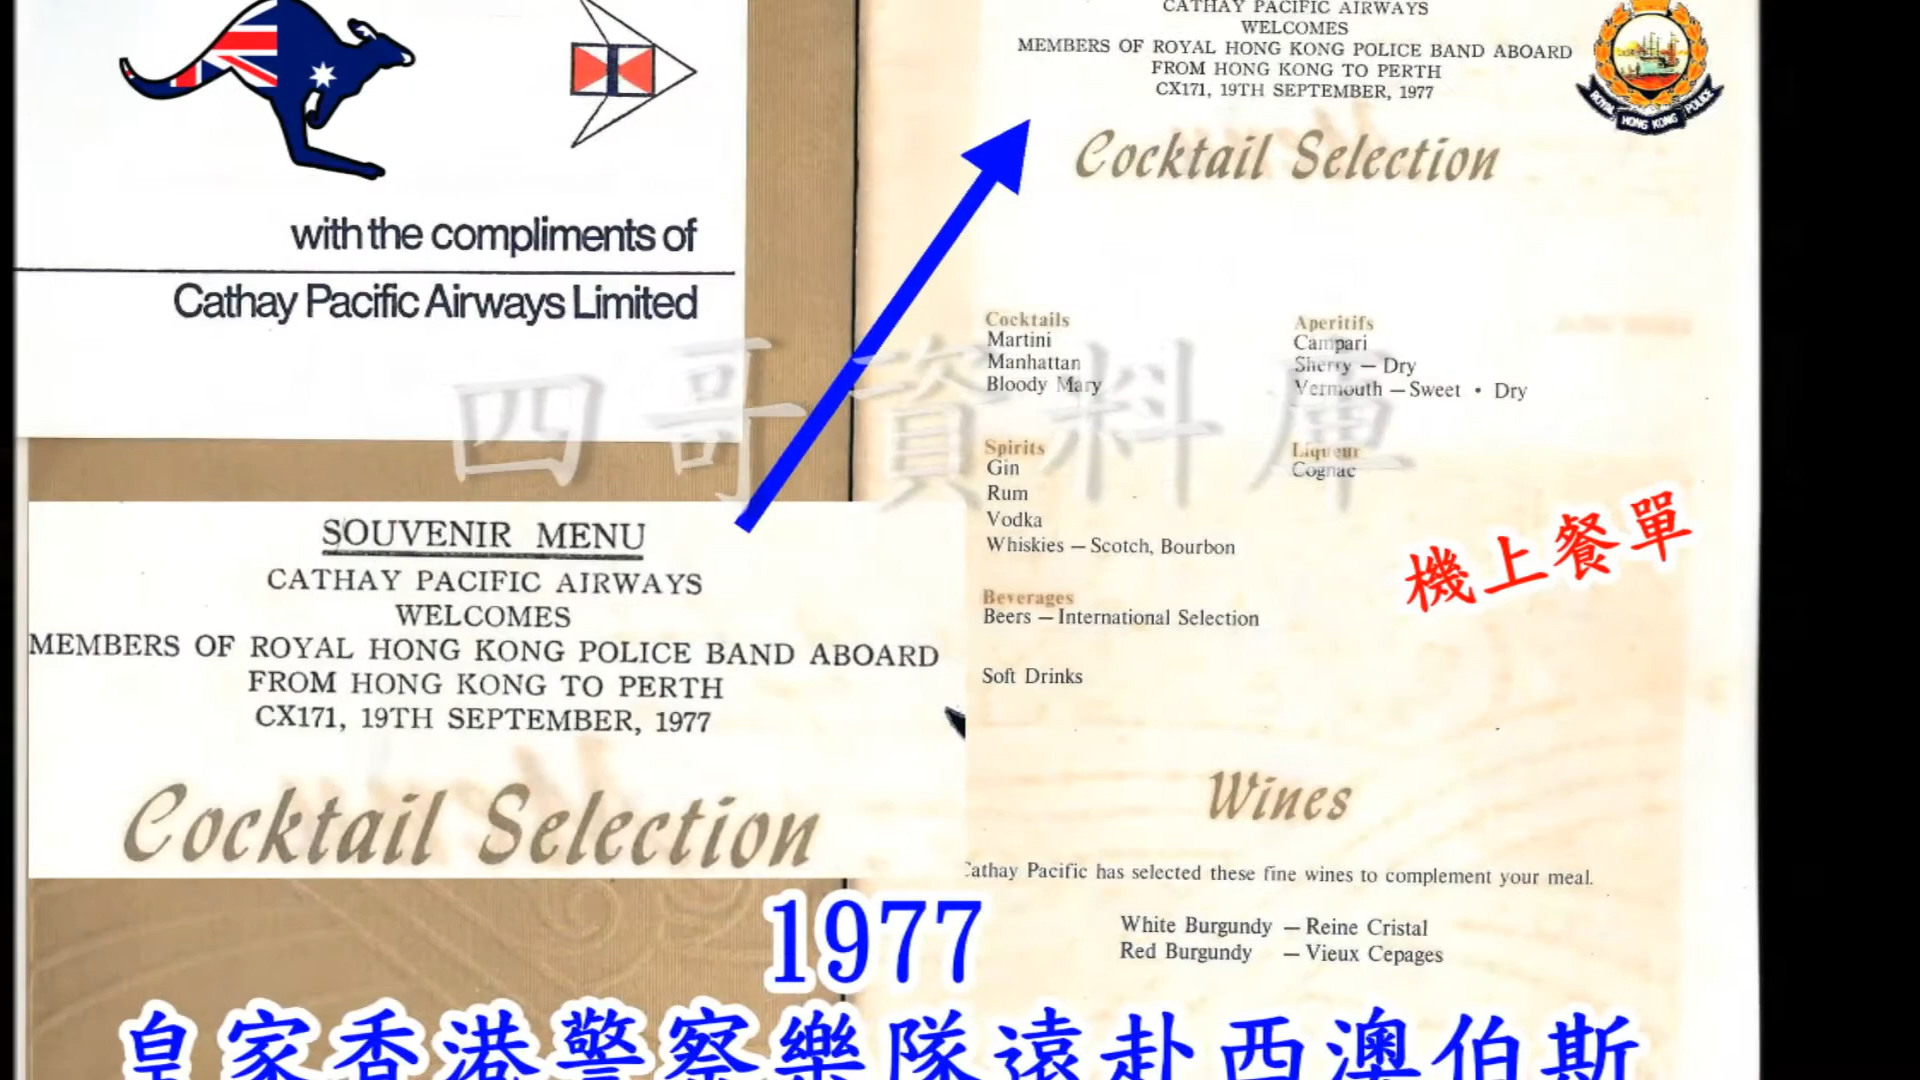 with the compliments of
Cathay Pacific Airways Limited
SOUVENIR MENU
CATHAY PACIFIC AIRWAYS
WELCOMES
MEMBERS OF ROYAL HONG KONG POLICE BAND ABOARD
FROM HONG KONG TO PERTH
CX171, 19TH SEPTEMBER, 1977
Cocktail Selection
CATHAY PACIFIC AIRWAYS
WELCOMES
MEMBERS OF ROYAL HONG KONG POLICE BAND ABOARD
FROM HONG KONG TO PERTH
CX171, 19TH SEPTEMBER, 1977
ROYAL HONG KONG POLICE
Cocktail Selection
Cocktails
Martini
Manhattan
Bloody Mary
Aperitifs
Campari
Sherry — Dry
Vermouth — Sweet • Dry
Spirits
Gin
Rum
Vodka
Whiskies — Scotch, Bourbon
Liqueur
Cognac
Beverages
Beers — International Selection
Soft Drinks
機上餐單
Wines
Cathay Pacific has selected these fine wines to complement your meal.
White Burgundy — Reine Cristal
Red Burgundy — Vieux Cepages
四哥資料庫
1977
皇家香港警察樂隊遠赴西澳伯斯